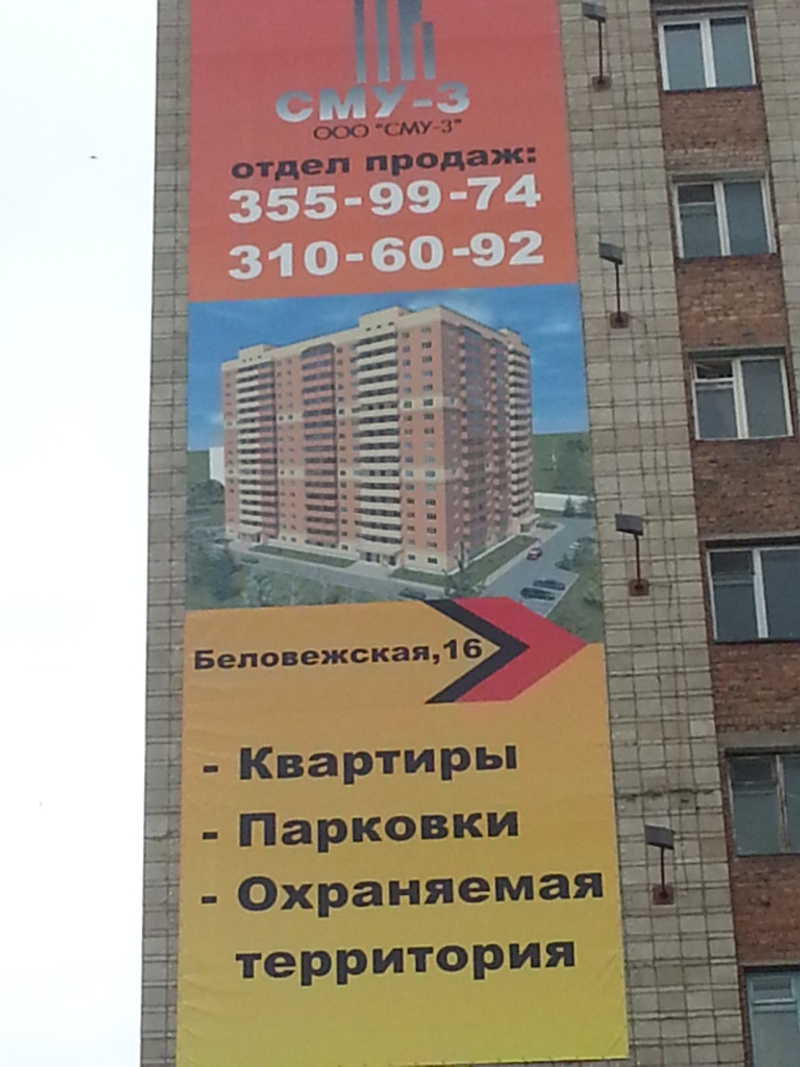 СМУ-3
ООО "СМУ-3"
отдел продаж:
355-99-74
310-60-92
Беловежская,16
- Квартиры
- Парковки
- Охраняемая
территория